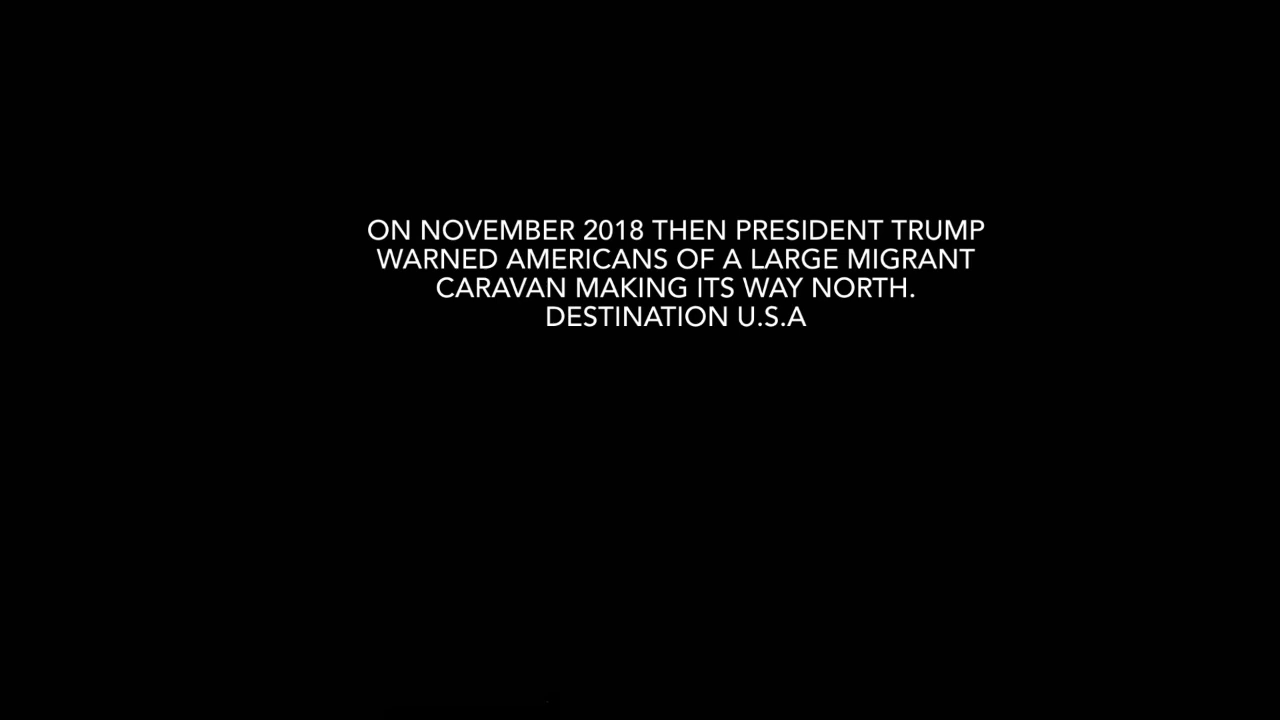 ON NOVEMBER 2018 THEN PRESIDENT TRUMP
WARNED AMERICANS OF A LARGE MIGRANT
CARAVAN MAKING ITS WAY NORTH.
DESTINATION U.S.A